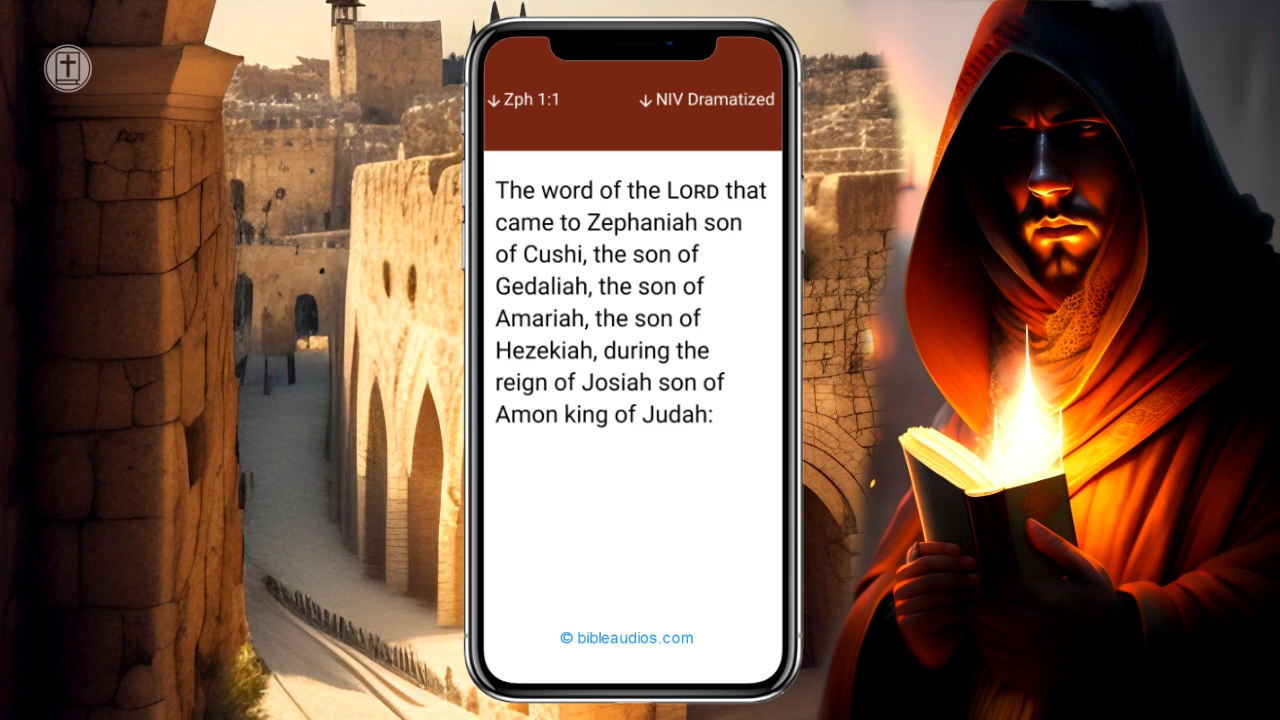 ↓ Zph 1:1 ↓ NIV Dramatized
The word of the LORD that
came to Zephaniah son
of Cushi, the son of
Gedaliah, the son of
Amariah, the son of
Hezekiah, during the
reign of Josiah son of
Amon king of Judah:
© bibleaudios.com